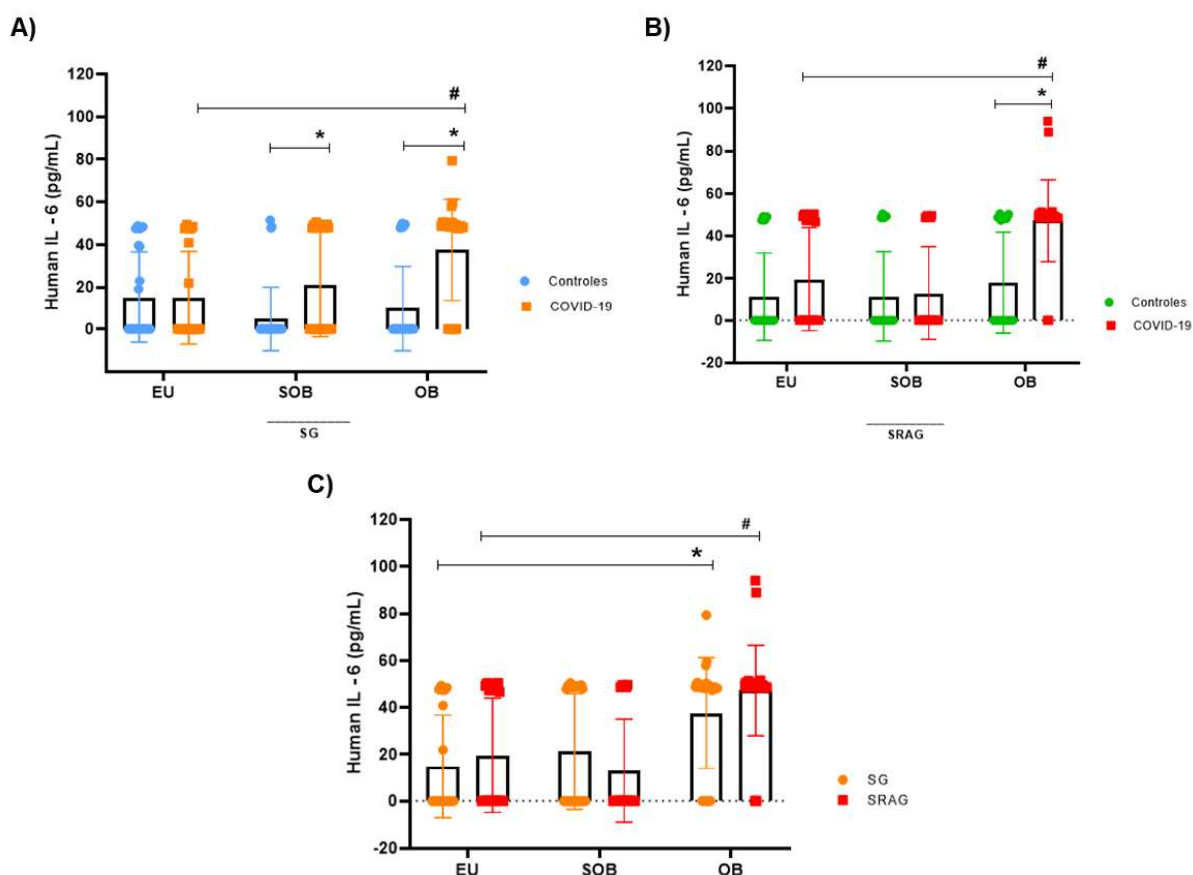 A)
Human IL - 6 (pg/mL)
120
100
80
60
40
20
0
#
*
*
EU
SOB
OB
SG
Controles
COVID-19
B)
Human IL - 6 (pg/mL)
120
100
80
60
40
20
0
-20
#
*
EU
SOB
OB
SRAG
Controles
COVID-19
C)
Human IL - 6 (pg/mL)
120
100
80
60
40
20
0
-20
#
*
EU
SOB
OB
SG
SRAG